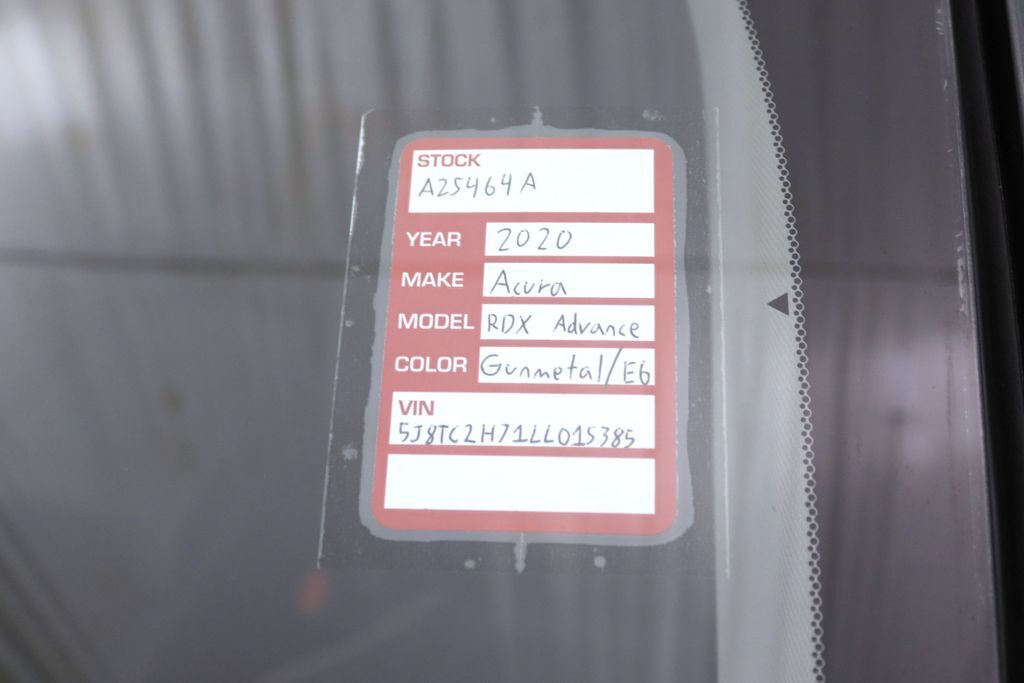 STOCK
A25464A
YEAR 2020
MAKE Acura
MODEL RDX Advance
COLOR Gunmetal/E6
VIN
5J8TC2H71LL015385